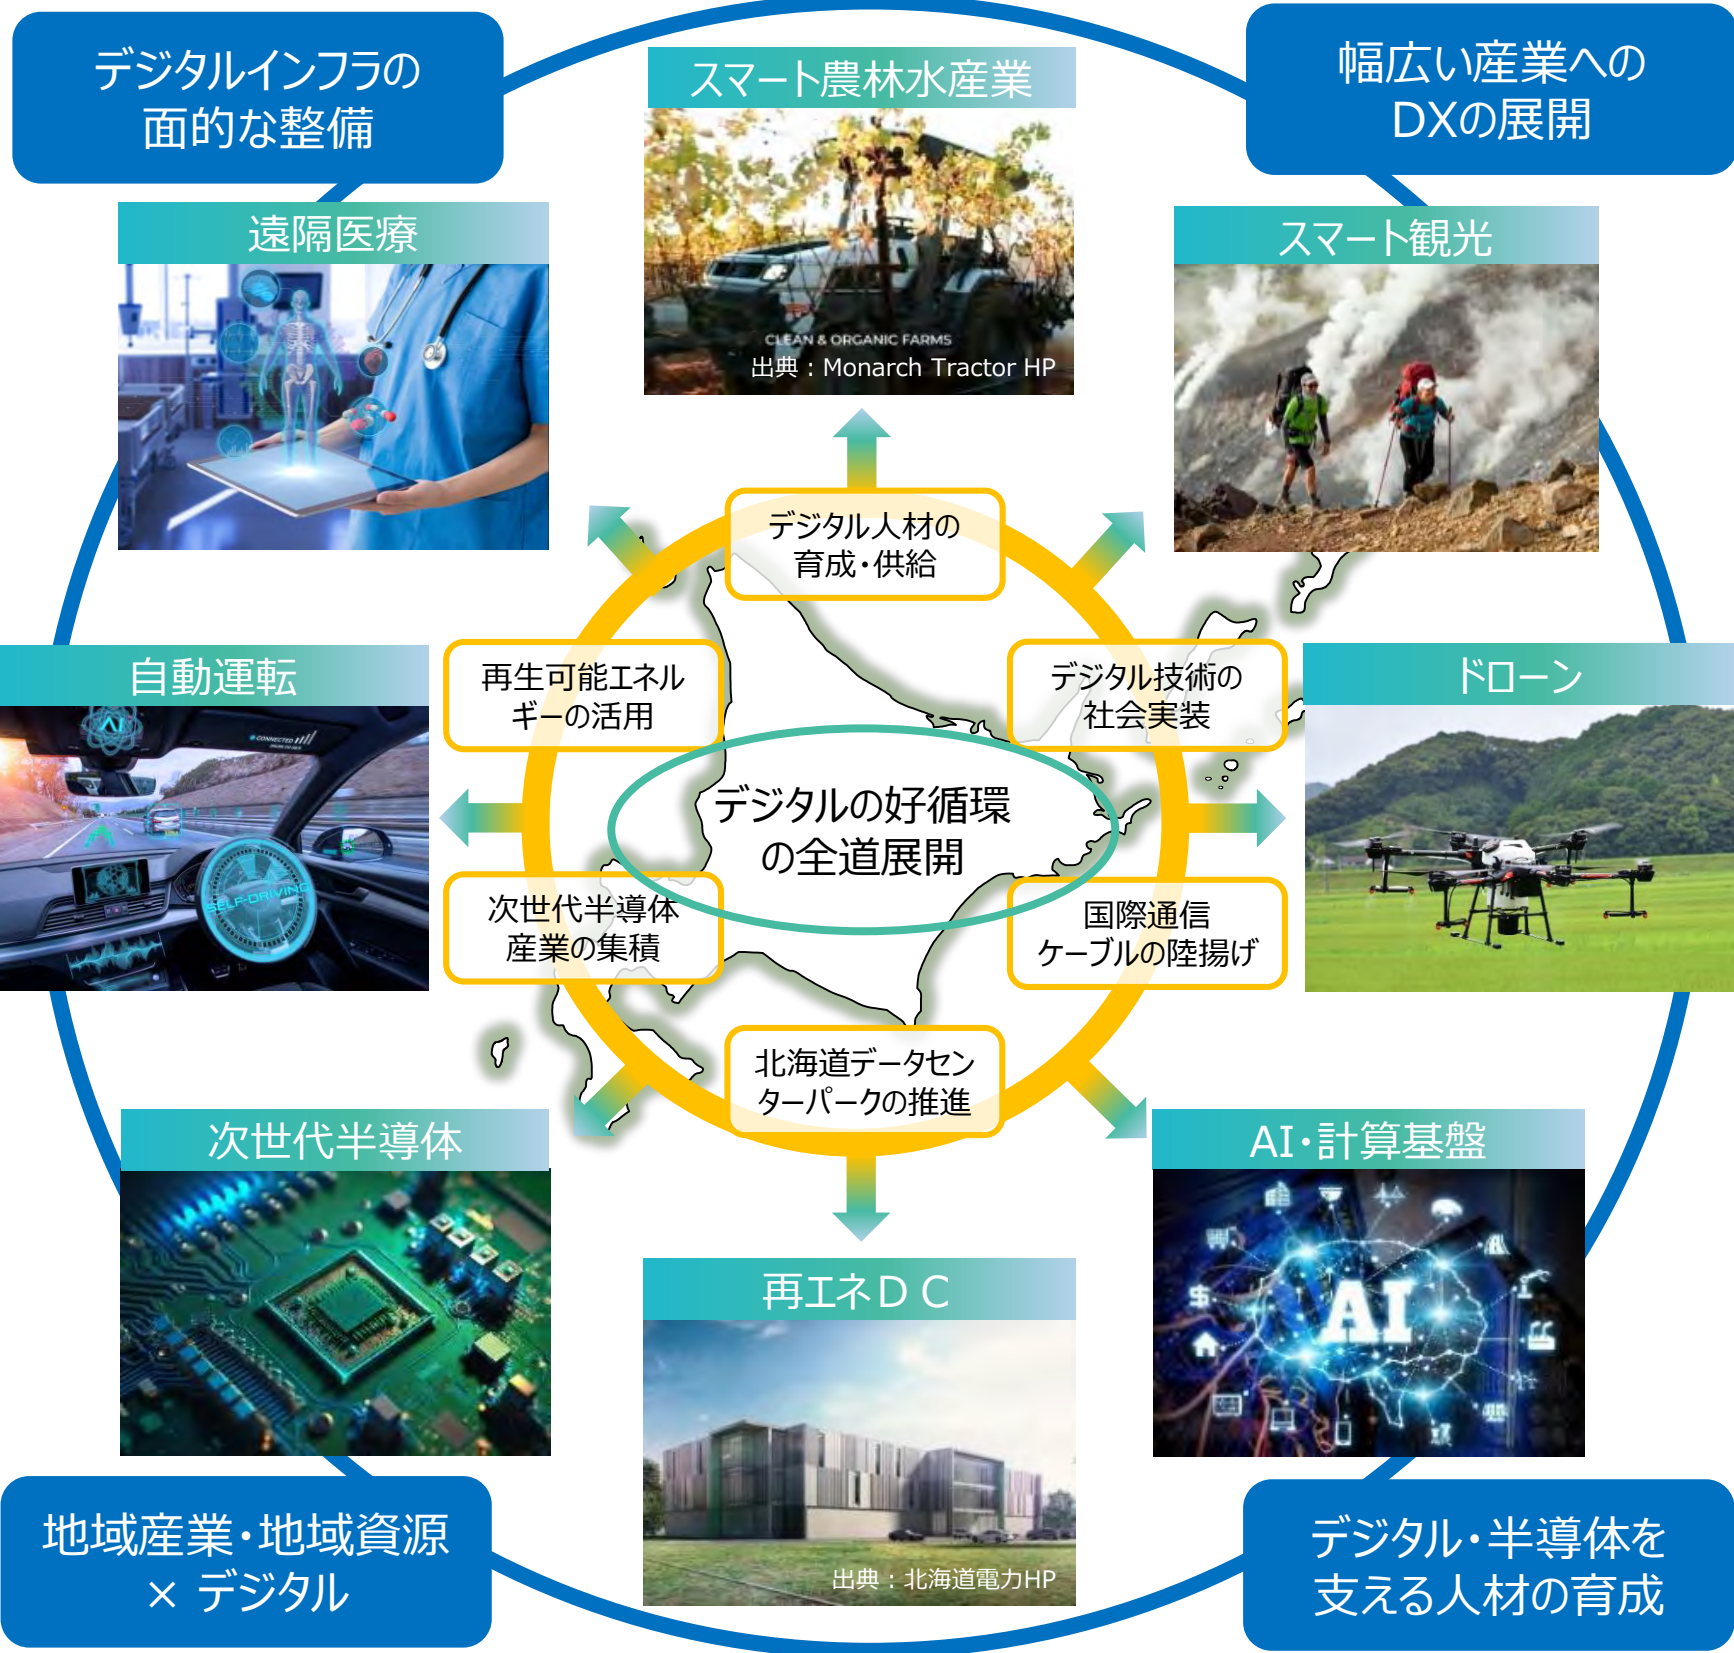 デジタルインフラの
面的な整備
幅広い産業への
DXの展開
スマート農林水産業
CLEAN & ORGANIC FARMS
出典：Monarch Tractor HP
遠隔医療
スマート観光
デジタル人材の
育成・供給
再生可能エネル
ギーの活用
デジタル技術の
社会実装
自動運転
AI
CONNECTED
SELF-DRIVING
ドローン
デジタルの好循環
の全道展開
次世代半導体
産業の集積
国際通信
ケーブルの陸揚げ
北海道データセン
ターパークの推進
次世代半導体
AI・計算基盤
$
AI
再エネＤＣ
出典：北海道電力HP
地域産業・地域資源
× デジタル
デジタル・半導体を
支える人材の育成